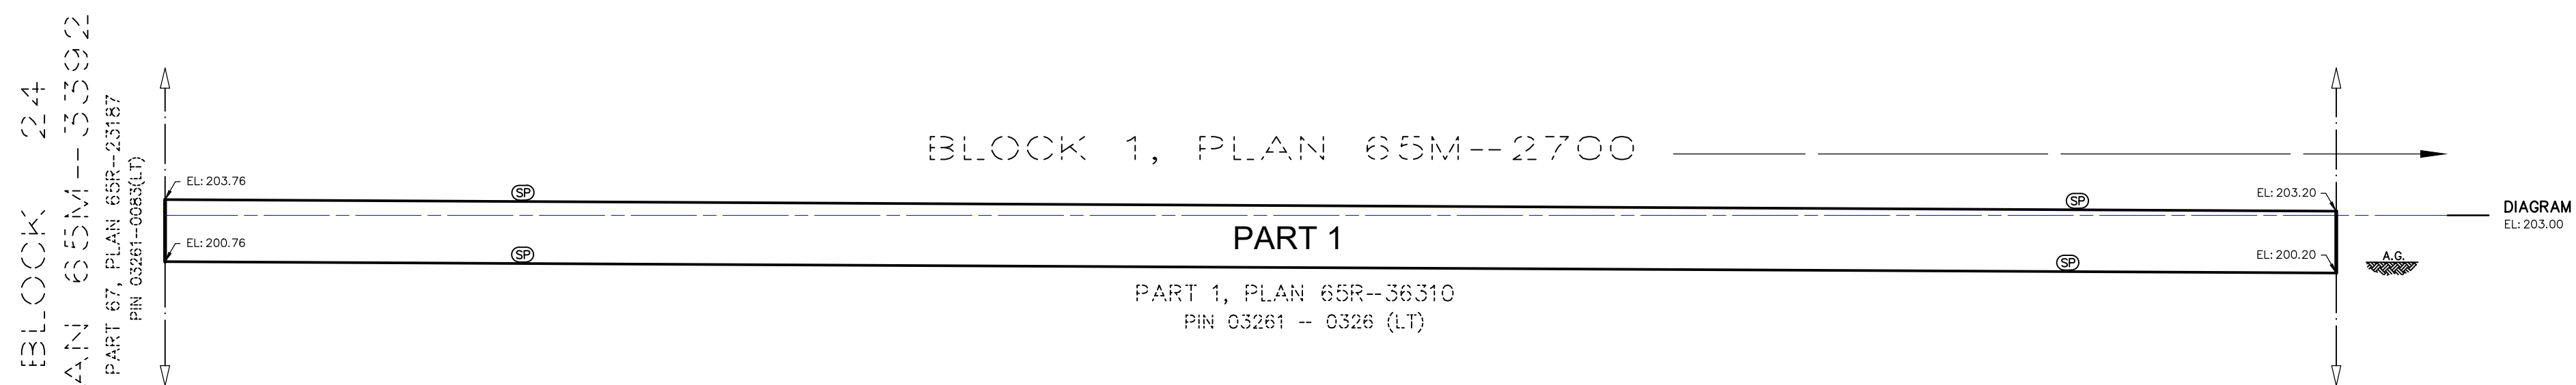 BLOCK 24
AN 65M--3392
PART 67, PLAN 65R--23187
PIN 03261--0083(LT)
BLOCK 1, PLAN 65M--2700
EL: 203.76
SP
SP
EL: 203.20
DIAGRAM
EL: 203.00
EL: 200.76
PART 1
SP
SP
EL: 200.20
A.G.
PART 1, PLAN 65R--36310
PIN 03261 -- 0326 (LT)